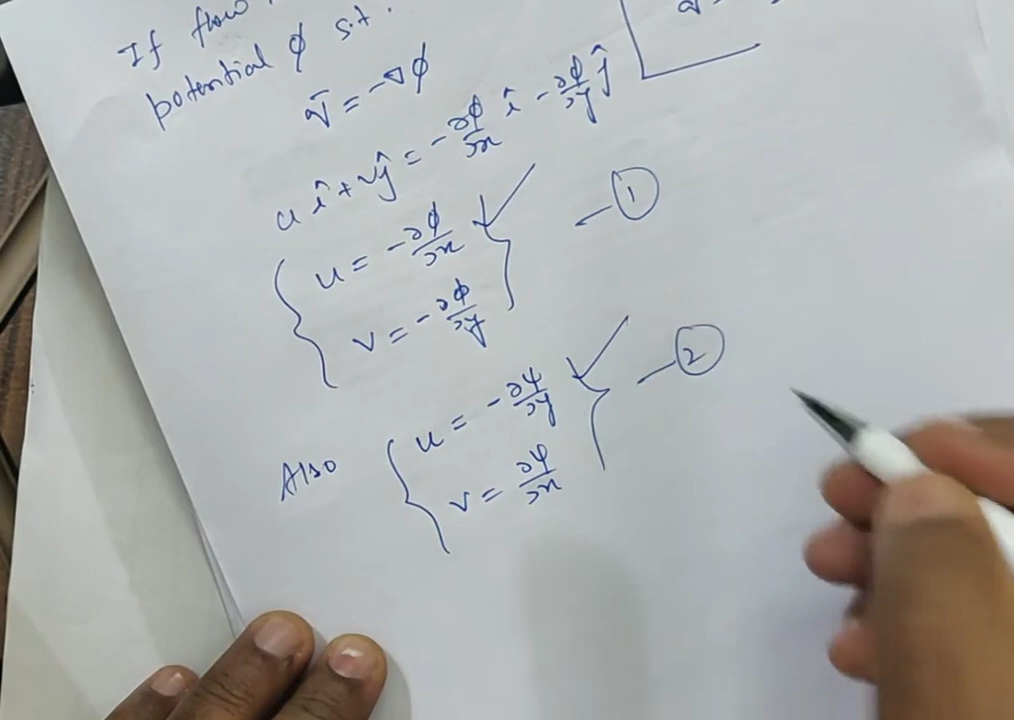 If flow
potential ϕ s.t.
q̄ = -∇ϕ
u î + v ĵ = -∂ϕ/∂x î - ∂ϕ/∂y ĵ
u = -∂ϕ/∂x
v = -∂ϕ/∂y
— ①
Also
u = -∂ψ/∂y
v = ∂ψ/∂x
— ②